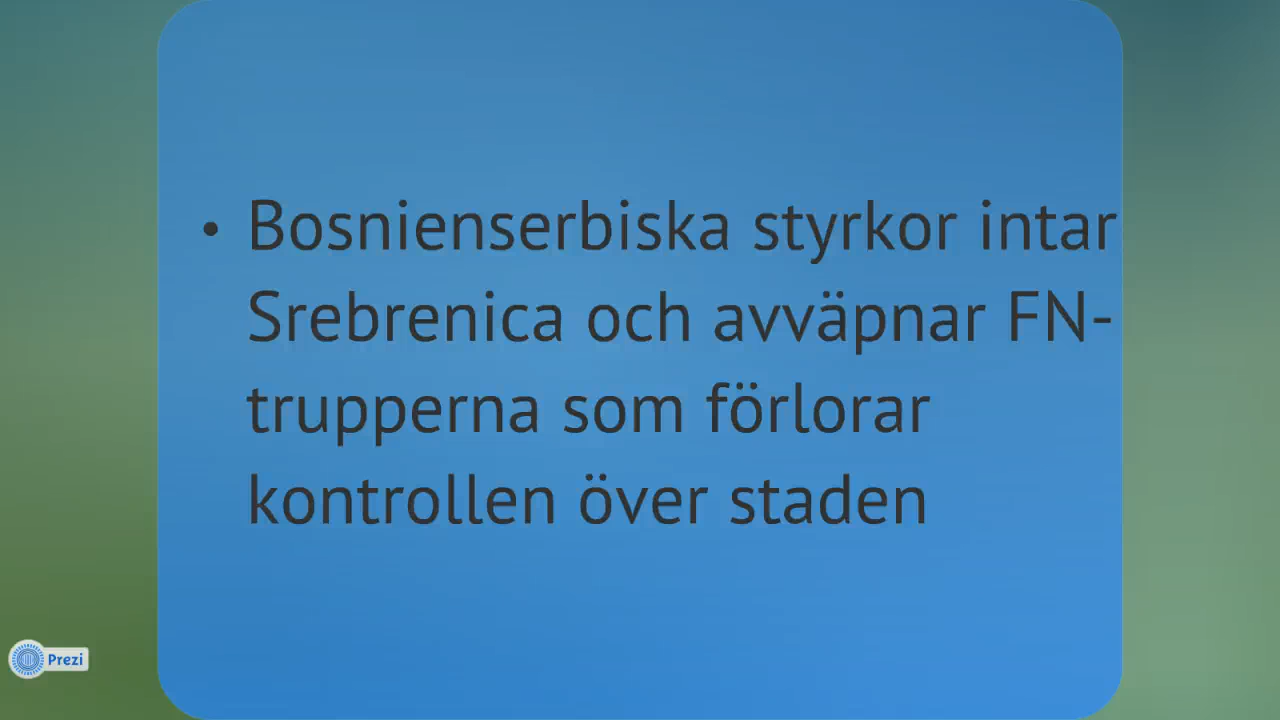 • Bosnienserbiska styrkor intar
Srebrenica och avväpnar FN-
trupperna som förlorar
kontrollen över staden
Prezi